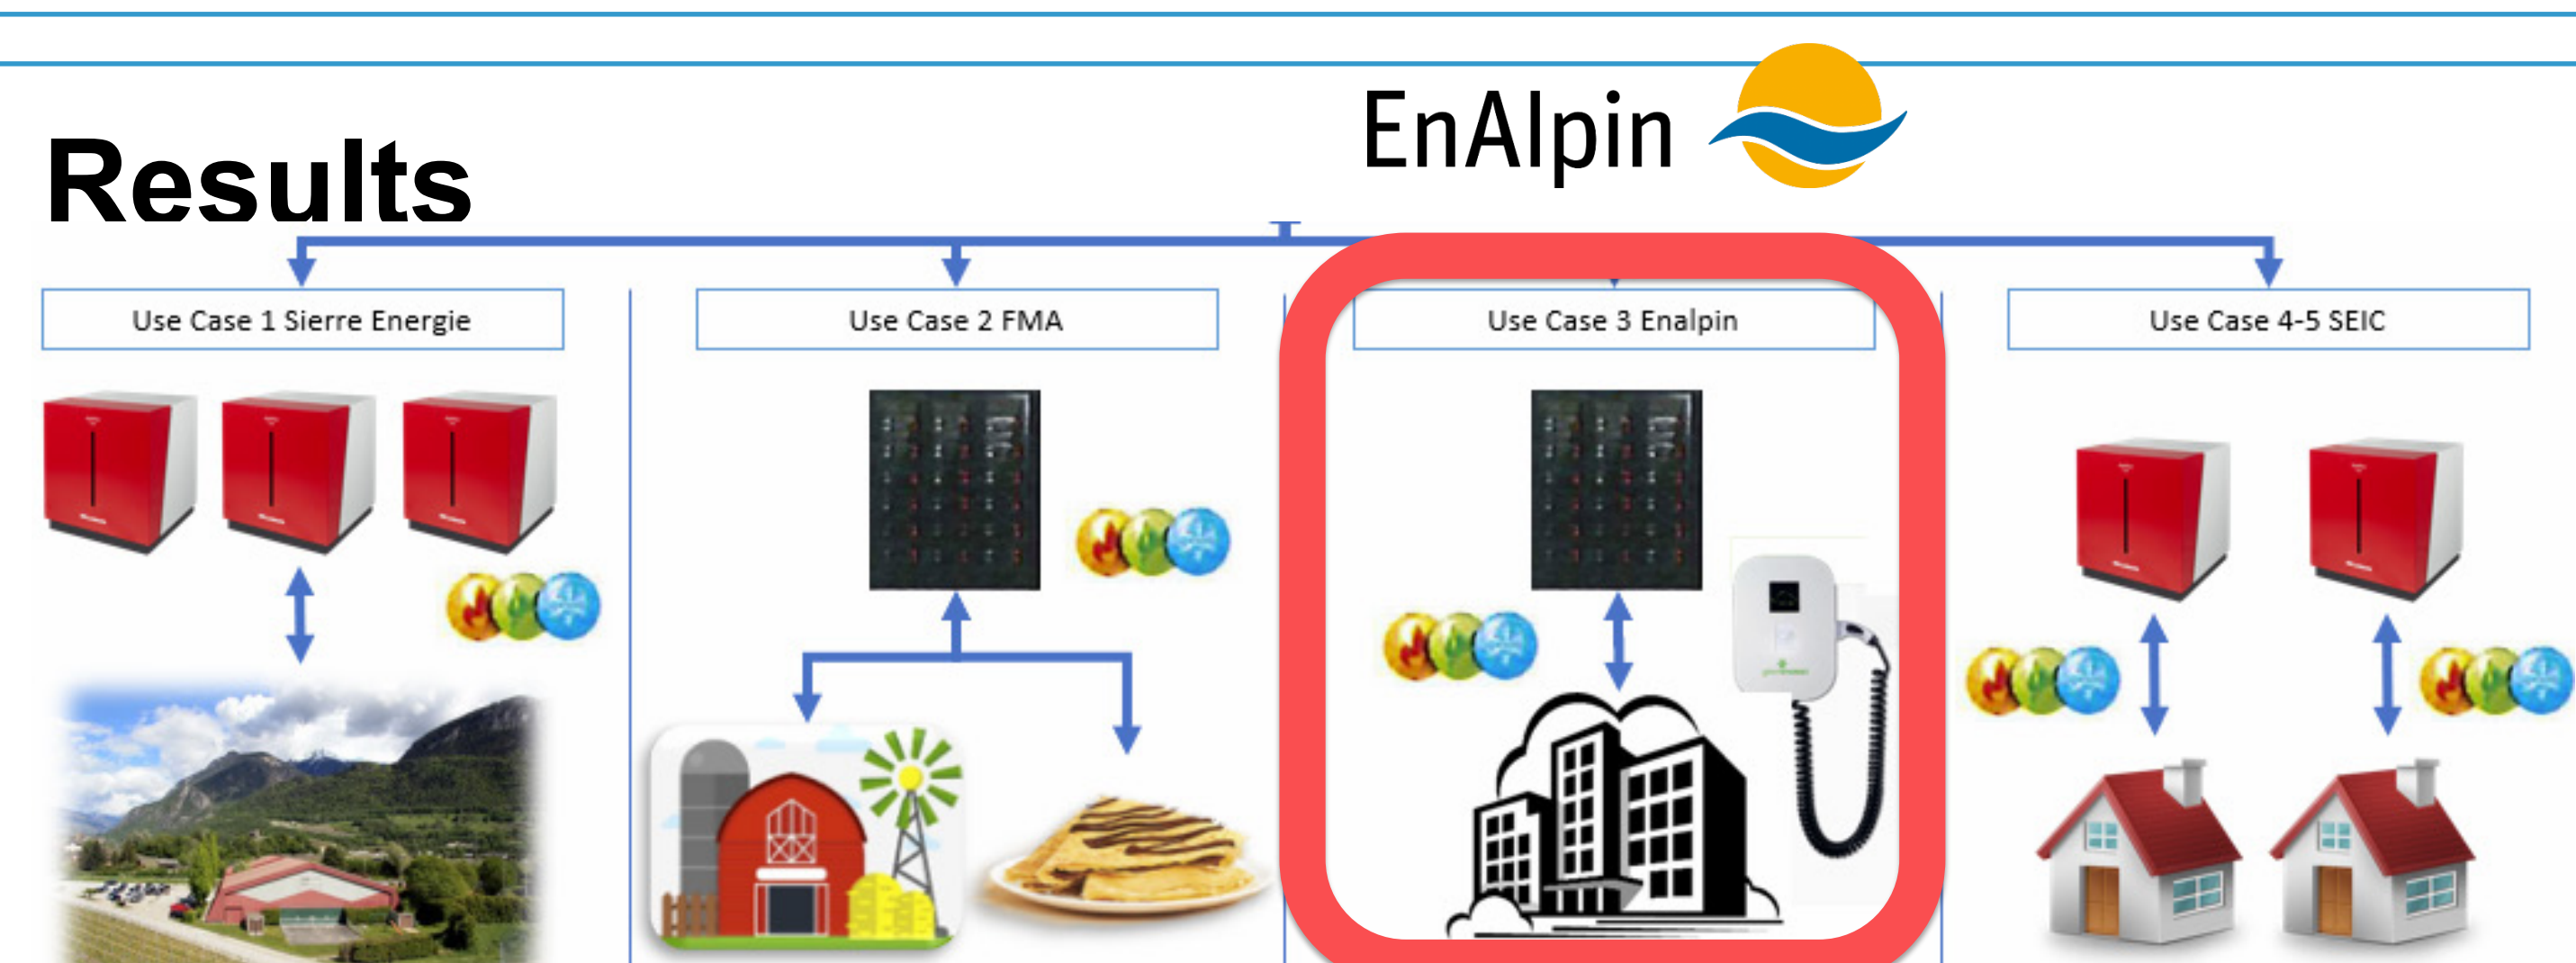 EnAlpin
Results
Use Case 1 Sierre Energie
Use Case 2 FMA
Use Case 3 Enalpin
Use Case 4-5 SEIC